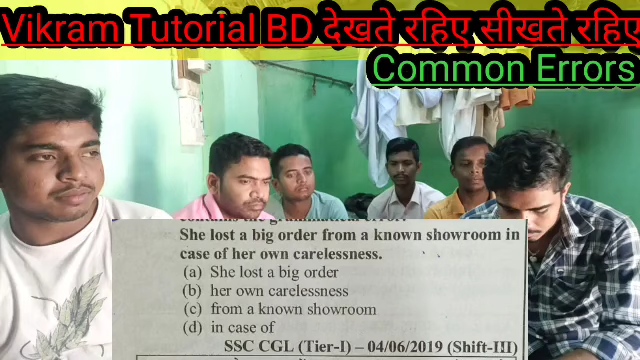 Vikram Tutorial BD देखते रहिए सीखते रहिए
Common Errors
She lost a big order from a known showroom in
case of her own carelessness.
(a) She lost a big order
(b) her own carelessness
(c) from a known showroom
(d) in case of
SSC CGL (Tier-I) – 04/06/2019 (Shift-III)